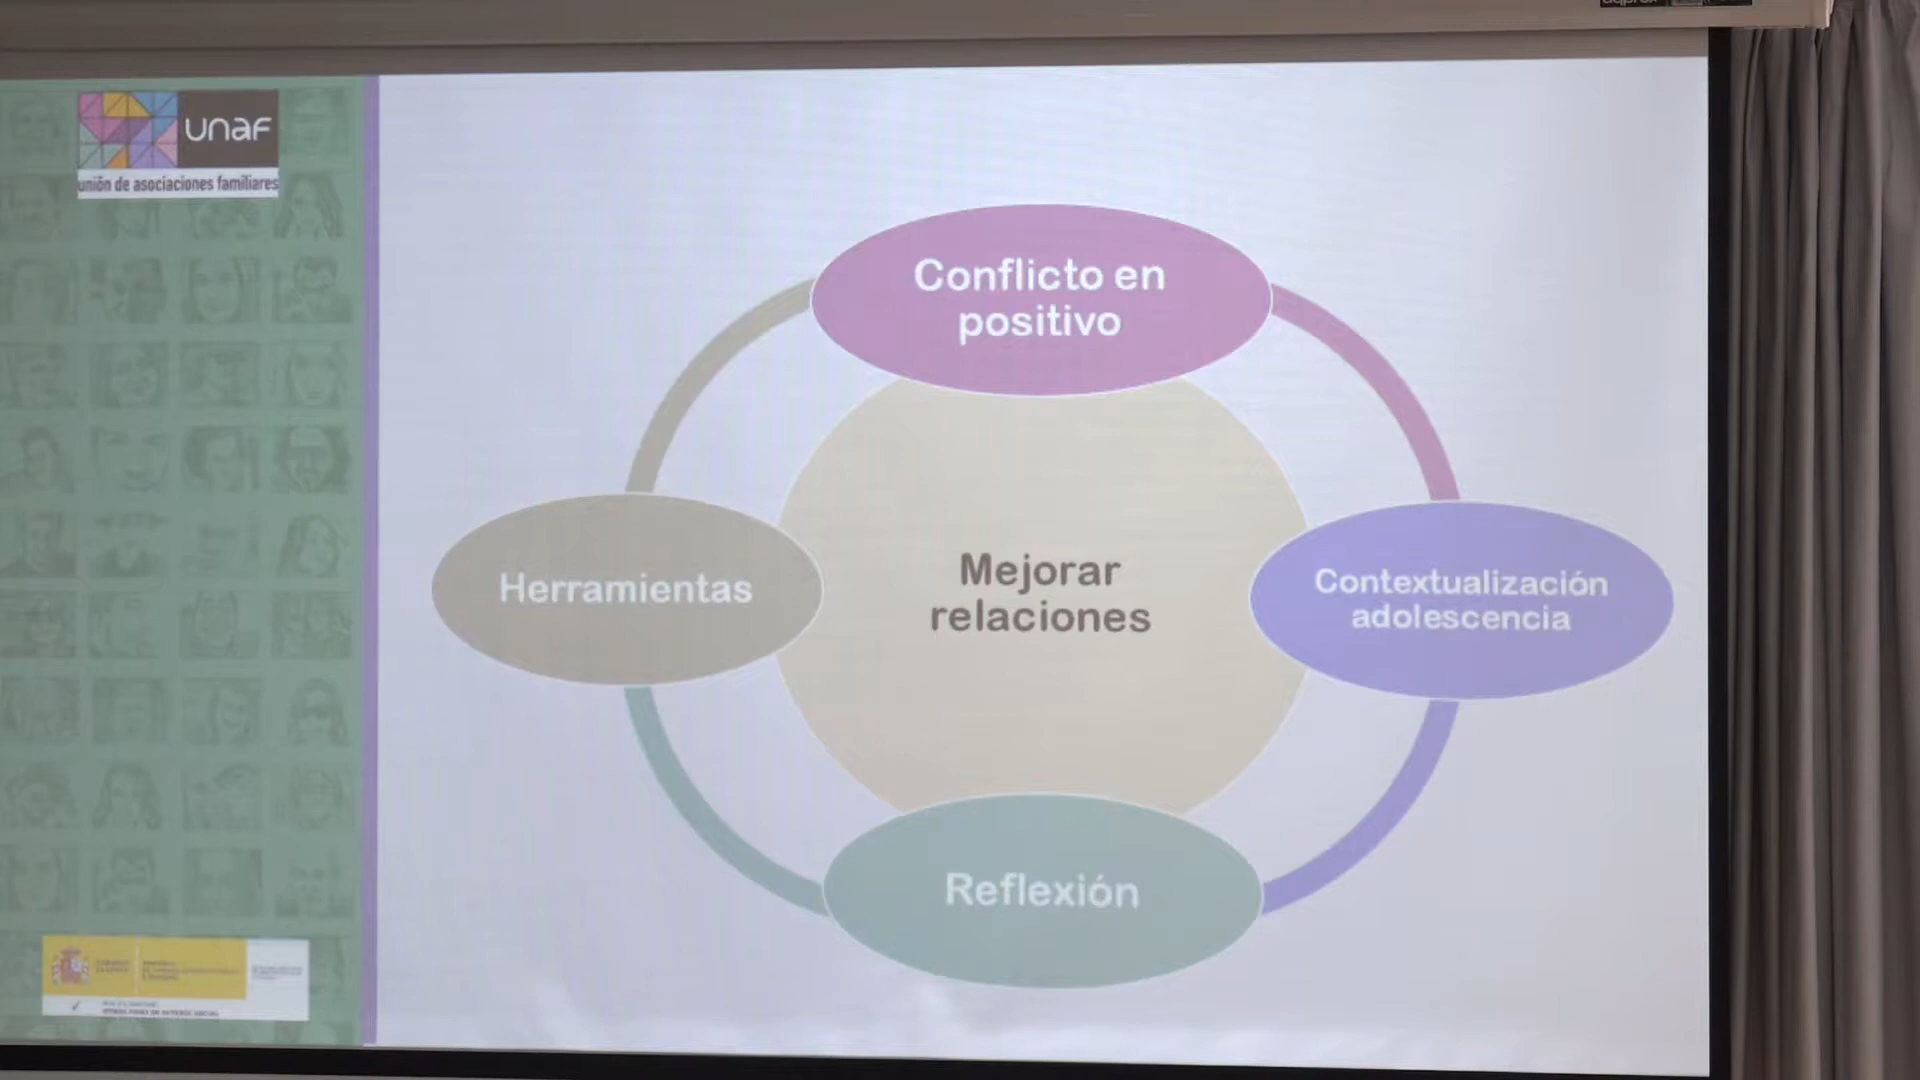 unaf
unión de asociaciones familiares
Conflicto en
positivo
Herramientas
Mejorar
relaciones
Contextualización
adolescencia
Reflexión